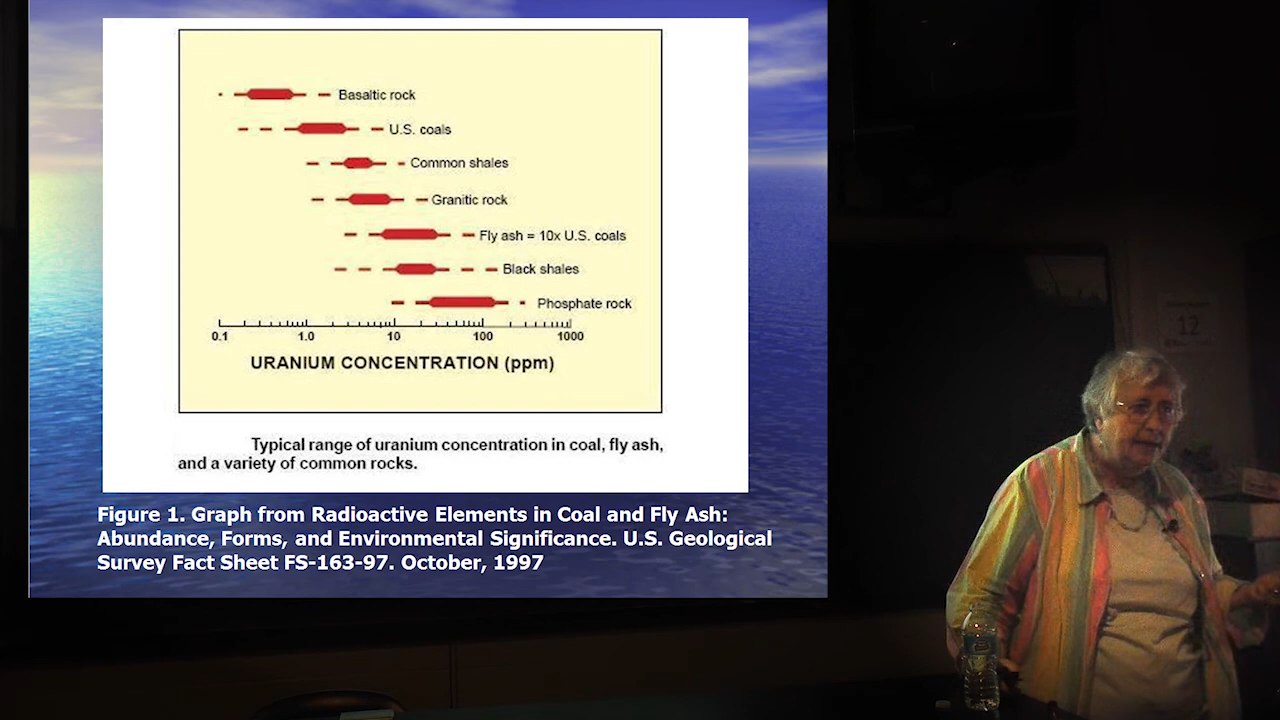 Basaltic rock
U.S. coals
Common shales
Granitic rock
Fly ash = 10x U.S. coals
Black shales
Phosphate rock
0.1 1.0 10 100 1000
URANIUM CONCENTRATION (ppm)
Typical range of uranium concentration in coal, fly ash,
and a variety of common rocks.
Figure 1. Graph from Radioactive Elements in Coal and Fly Ash:
Abundance, Forms, and Environmental Significance. U.S. Geological
Survey Fact Sheet FS-163-97. October, 1997
12